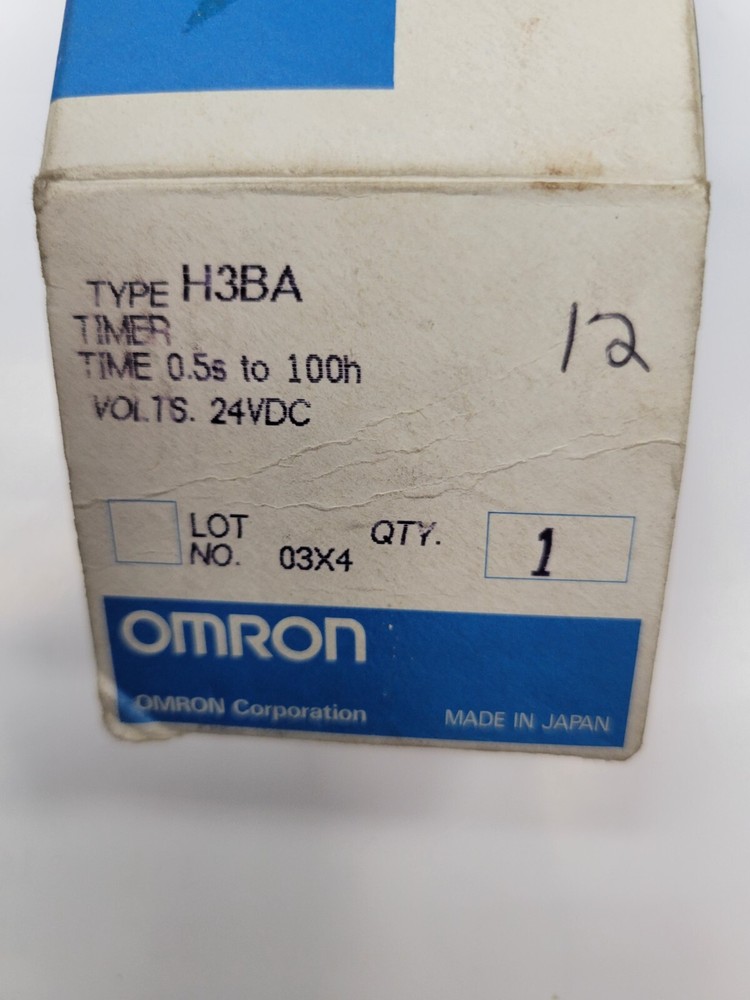 TYPE H3BA
TIMER
TIME 0.5s to 100h
VOLTS. 24VDC
12
LOT NO. 03X4
QTY. 1
OMRON
OMRON Corporation
MADE IN JAPAN